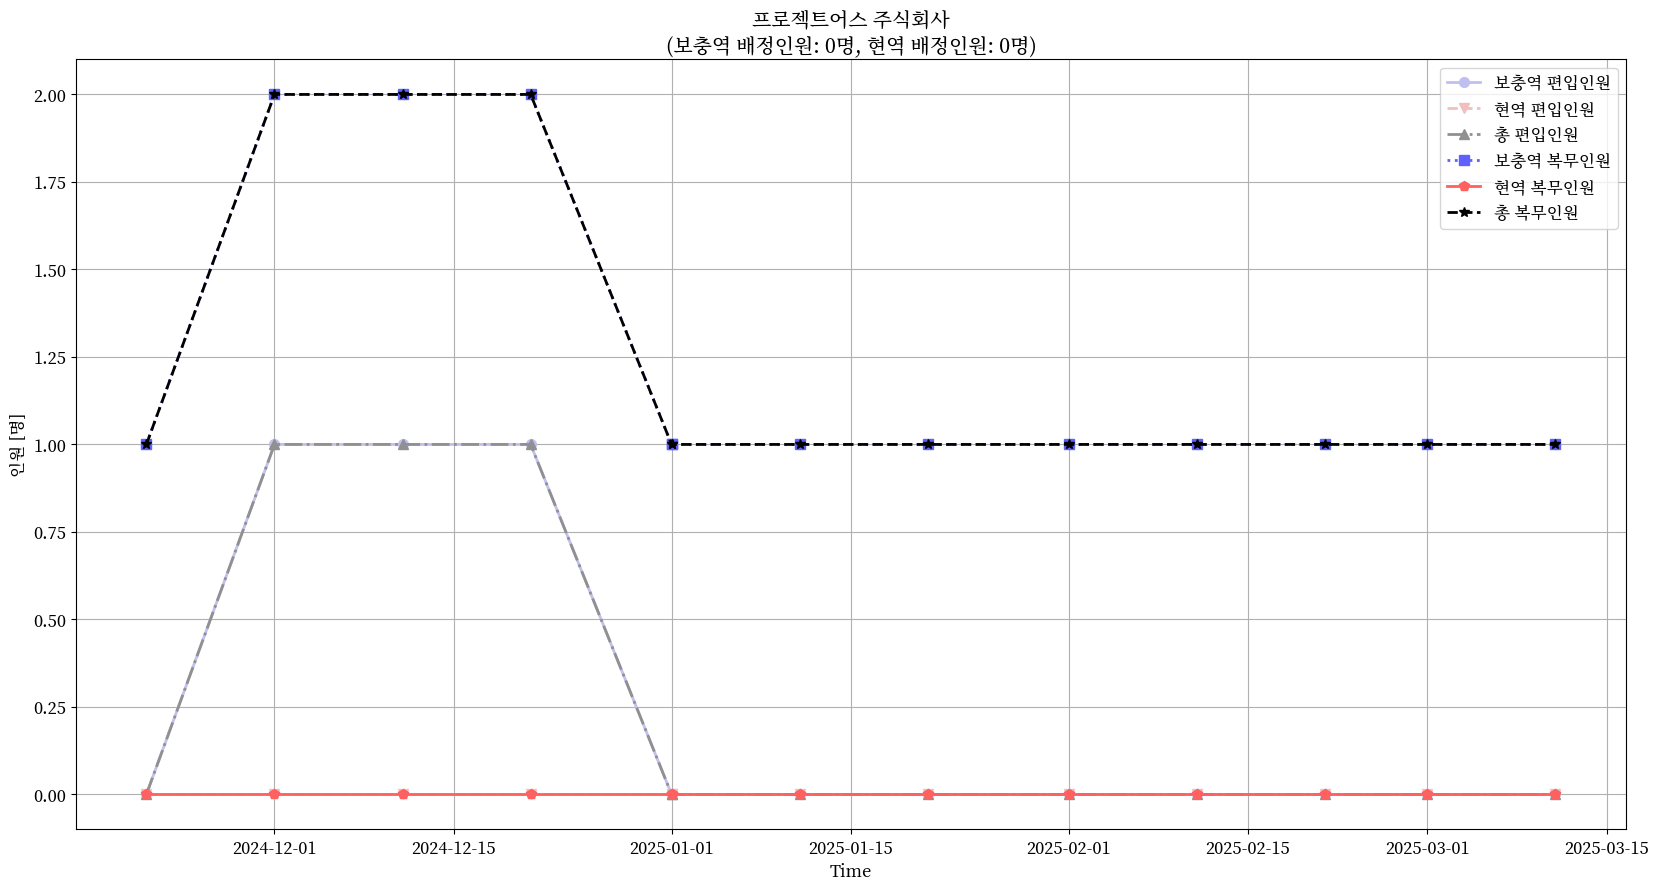 프로젝트어스 주식회사
(보충역 배정인원: 0명, 현역 배정인원: 0명)
보충역 편입인원
현역 편입인원
총 편입인원
보충역 복무인원
현역 복무인원
총 복무인원
인원 [명]
2.00
1.75
1.50
1.25
1.00
0.75
0.50
0.25
0.00
2024-12-01
2024-12-15
2025-01-01
2025-01-15
2025-02-01
2025-02-15
2025-03-01
2025-03-15
Time